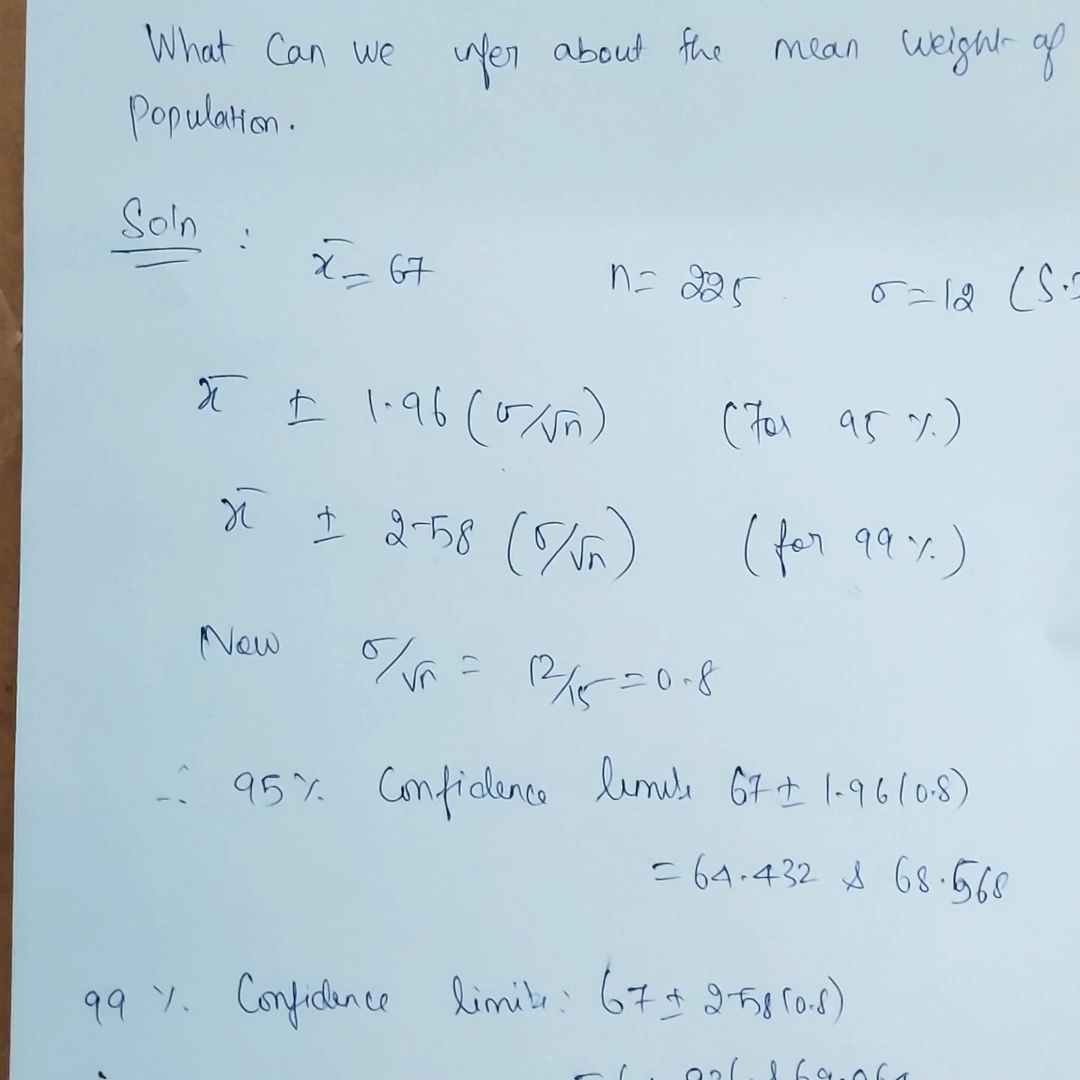 What Can we infer about the mean weight of
population.
Soln :
x̄ = 67 n = 225 σ = 12 (S.
x̄ ± 1.96 (σ/√n) (For 95 %)
x̄ ± 2.58 (σ/√n) (for 99 %)
Now σ/√n = 12/15 = 0.8
∴ 95 % Confidence limits 67 ± 1.96 (0.8)
= 64.432 & 68.568
99 % Confidence limits: 67 ± 2.58 (0.8)